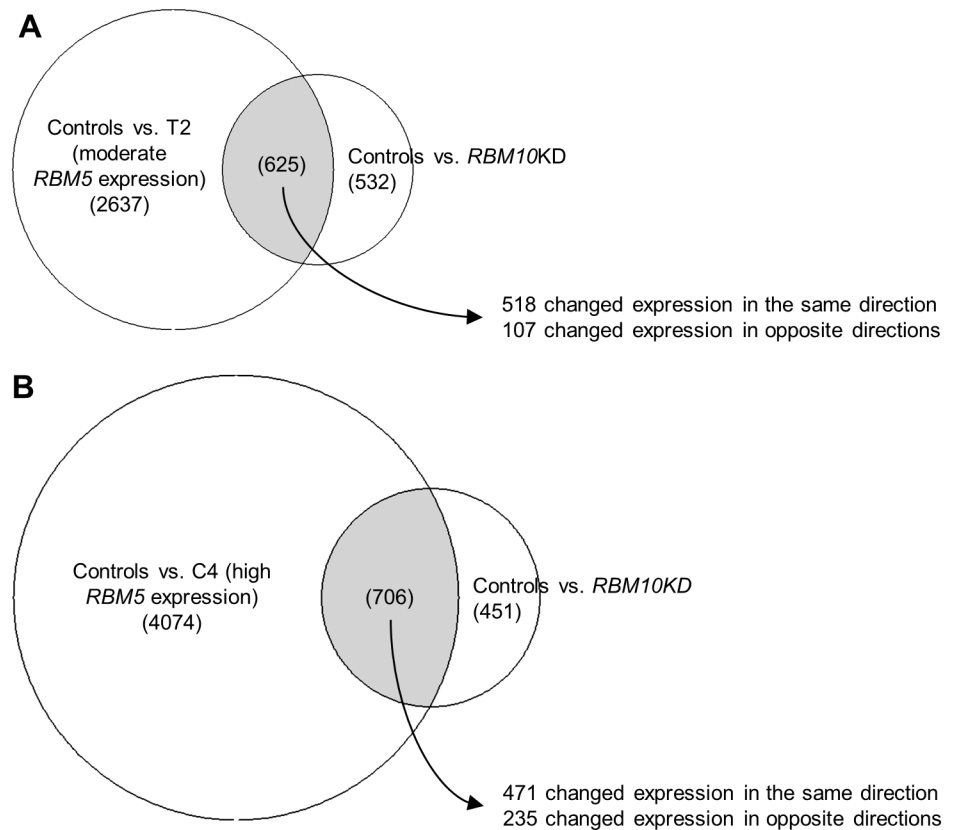 A
Controls vs. T2
(moderate
RBM5 expression)
(2637)
(625)
Controls vs. RBM10KD
(532)
518 changed expression in the same direction
107 changed expression in opposite directions
B
Controls vs. C4 (high
RBM5 expression)
(4074)
(706)
Controls vs. RBM10KD
(451)
471 changed expression in the same direction
235 changed expression in opposite directions